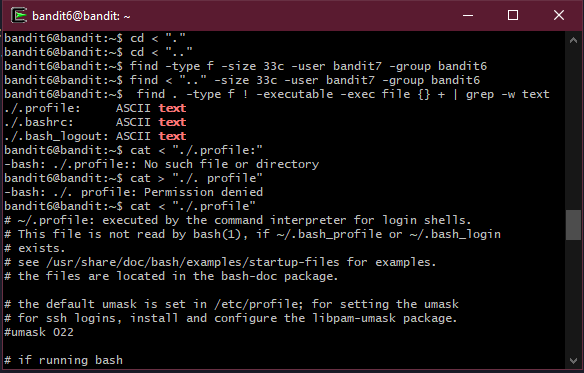 bandit6@bandit: ~
bandit6@bandit:~$ cd < "."
bandit6@bandit:~$ cd < ".."
bandit6@bandit:~$ find -type f -size 33c -user bandit7 -group bandit6
bandit6@bandit:~$ find < ".." -size 33c -user bandit7 -group bandit6
bandit6@bandit:~$  find . -type f ! -executable -exec file {} + | grep -w text
./.profile:     ASCII text
./.bashrc:      ASCII text
./.bash_logout: ASCII text
bandit6@bandit:~$ cat < "./.profile:"
-bash: ./.profile:: No such file or directory
bandit6@bandit:~$ cat > "./. profile"
-bash: ./. profile: Permission denied
bandit6@bandit:~$ cat < "./.profile"
# ~/.profile: executed by the command interpreter for login shells.
# This file is not read by bash(1), if ~/.bash_profile or ~/.bash_login
# exists.
# see /usr/share/doc/bash/examples/startup-files for examples.
# the files are located in the bash-doc package.
# the default umask is set in /etc/profile; for setting the umask
# for ssh logins, install and configure the libpam-umask package.
#umask 022
# if running bash